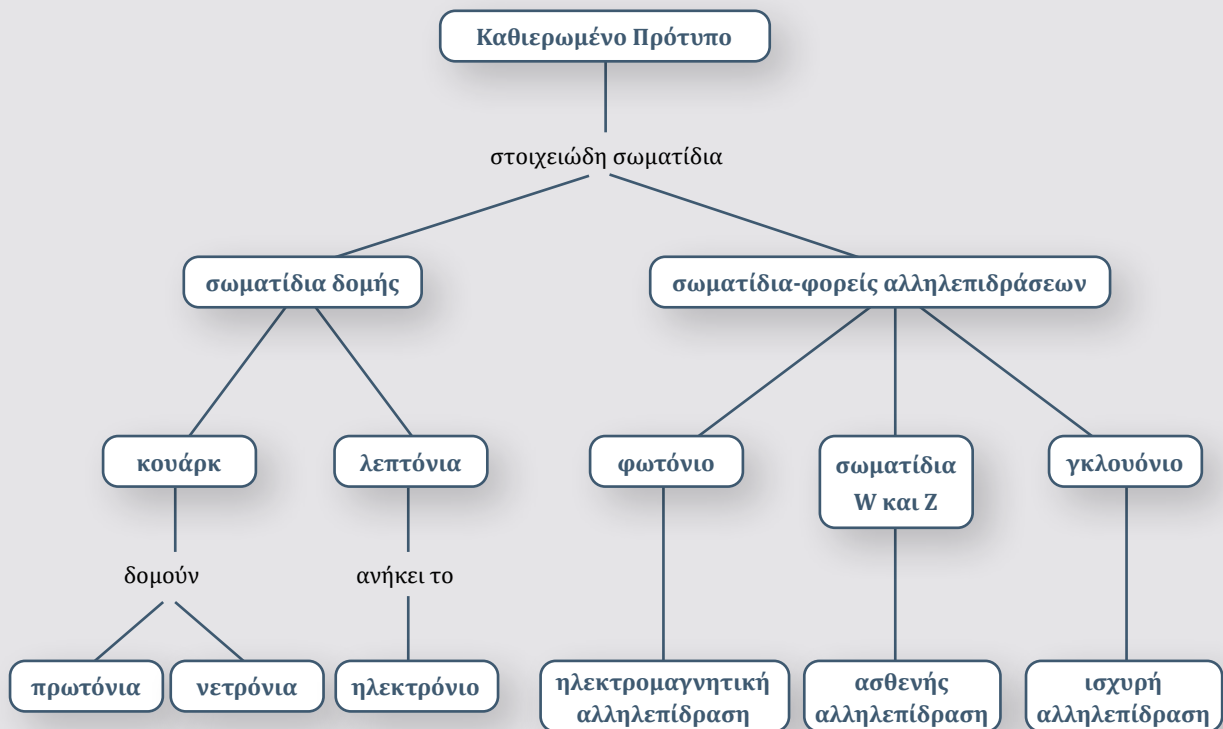 Καθιερωμένο Πρότυπο
στοιχειώδη σωματίδια
σωματίδια δομής
σωματίδια-φορείς αλληλεπιδράσεων
κουάρκ
λεπτόνια
φωτόνιο
σωματίδια
W και Z
γκλουόνιο
δομούν
ανήκει το
πρωτόνια
νετρόνια
ηλεκτρόνιο
ηλεκτρομαγνητική
αλληλεπίδραση
ασθενής
αλληλεπίδραση
ισχυρή
αλληλεπίδραση